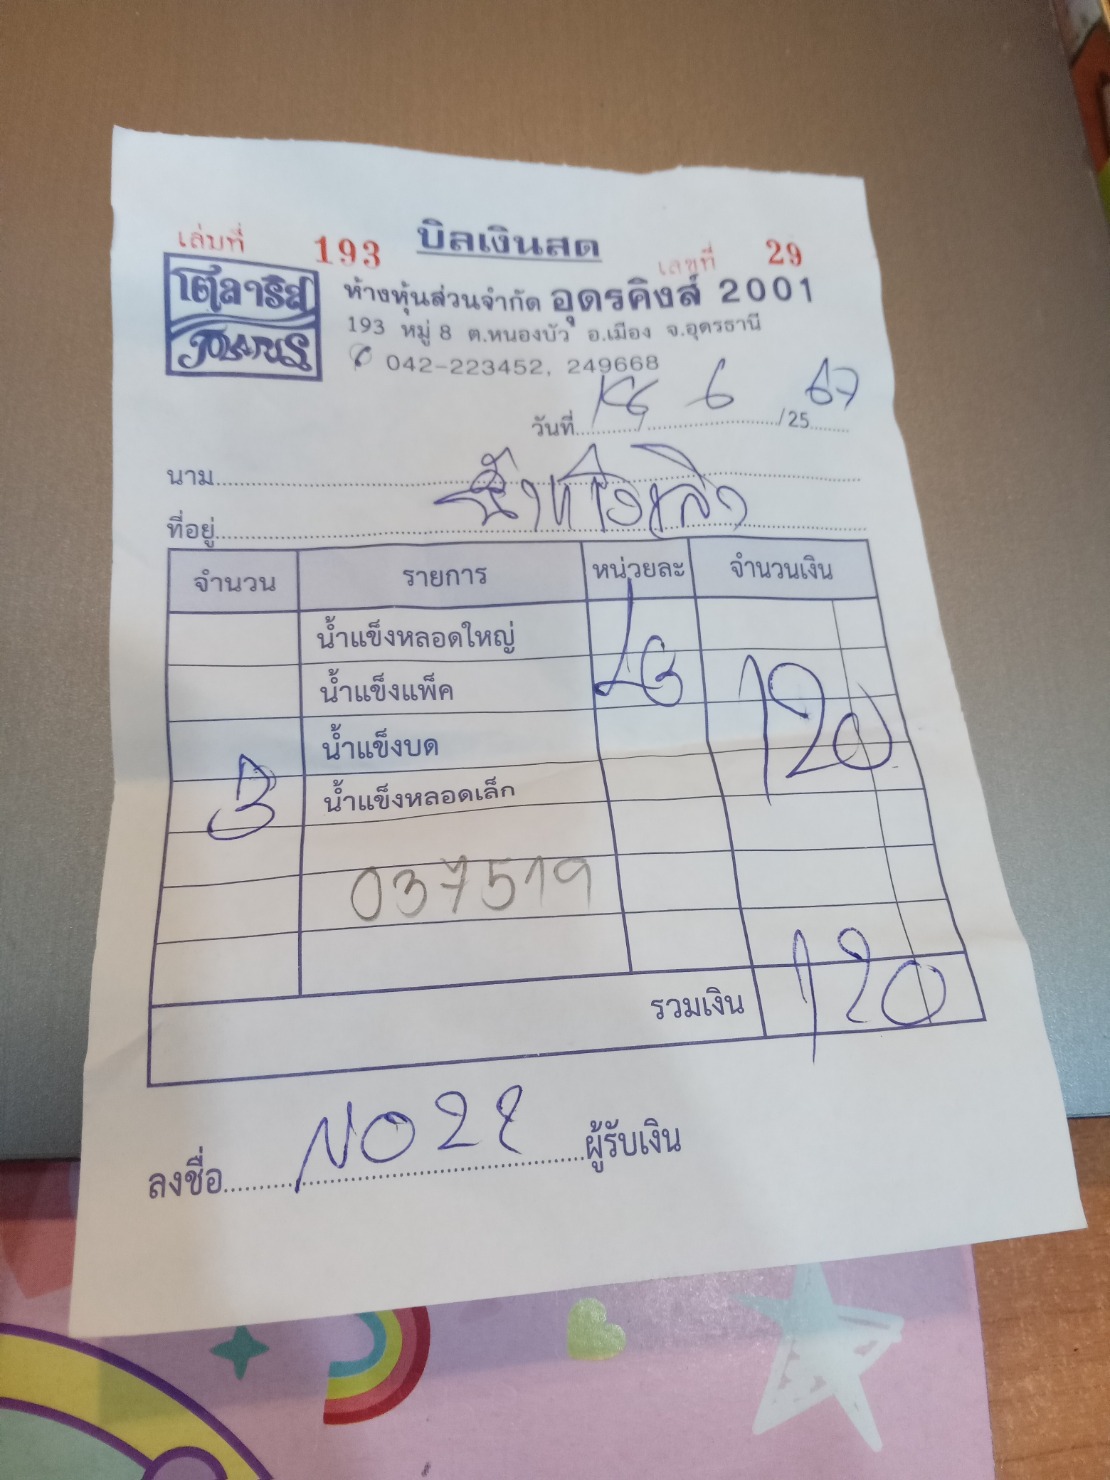 บิลเงินสด
เล่มที่ 193 เลขที่ 29
โตลาริส
ห้างหุ้นส่วนจำกัด อุดรคิงส์ 2001
193 หมู่ 8 ต.หนองบัว อ.เมือง จ.อุดรธานี
042-223452, 249668
วันที่ 6 /25 67
นาม
ที่อยู่
จำนวน รายการ หน่วยละ จำนวนเงิน
น้ำแข็งหลอดใหญ่
น้ำแข็งแพ็ค 120
น้ำแข็งบด
3 น้ำแข็งหลอดเล็ก
037519
รวมเงิน 120
ลงชื่อ NO 22 ผู้รับเงิน